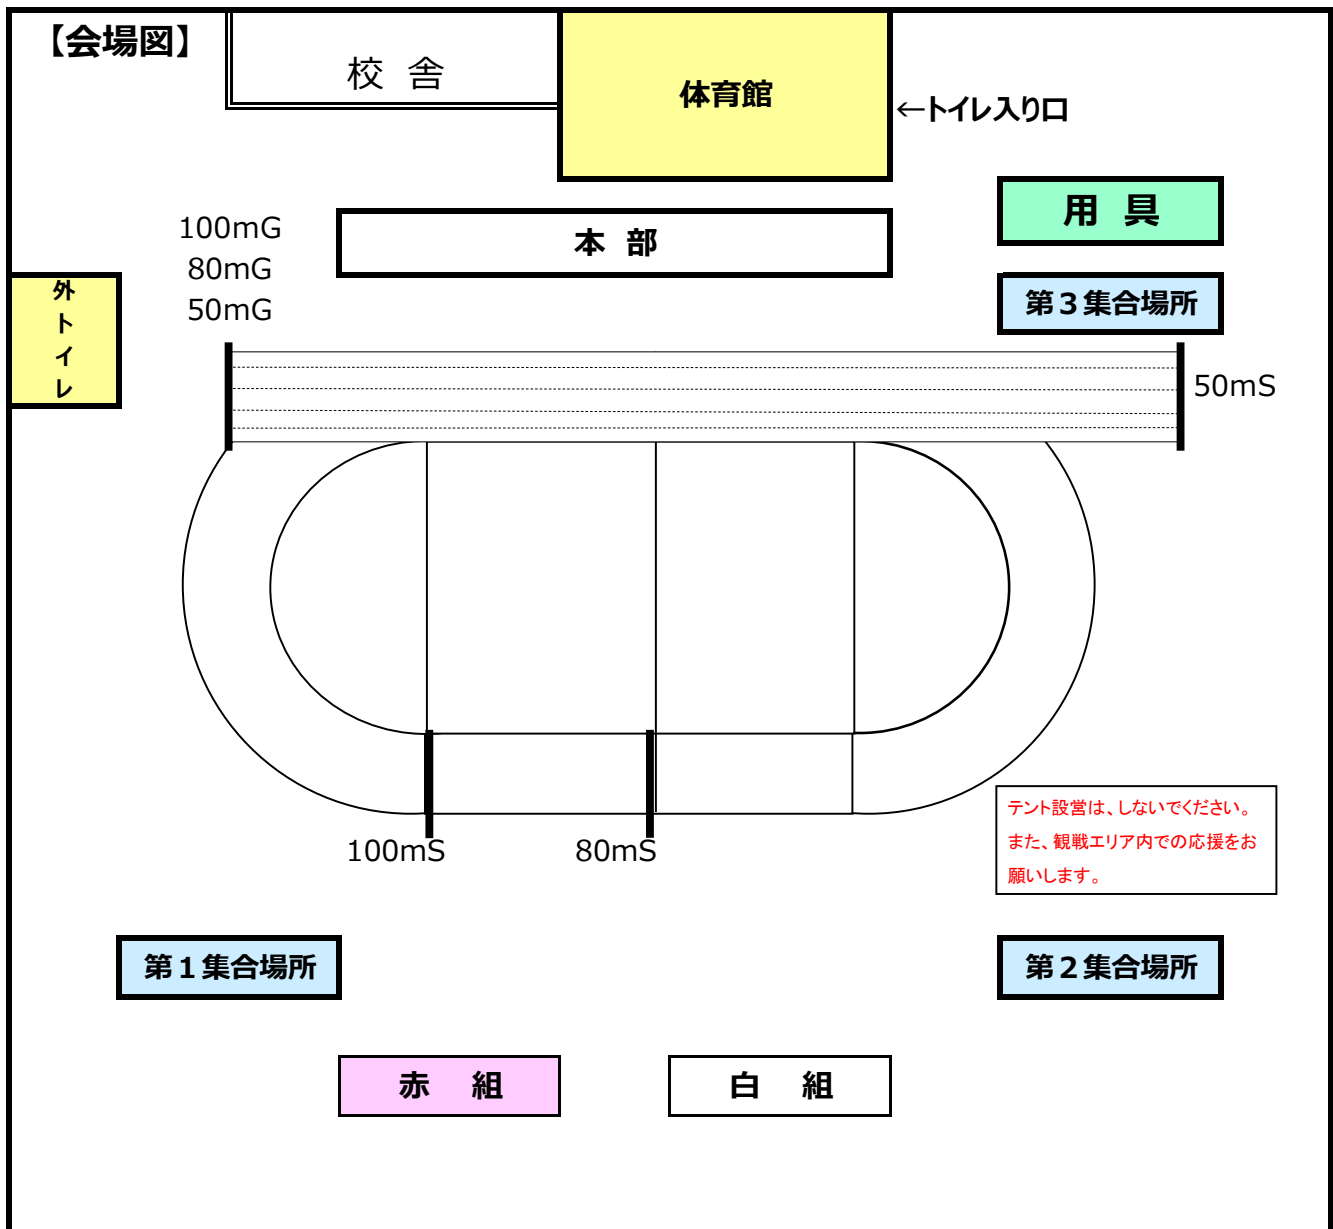 【会場図】
校 舎
体育館
←トイレ入り口
用 具
100mG
80mG
50mG
本 部
外トイレ
第３集合場所
50mS
100mS
80mS
テント設営は、しないでください。
また、観戦エリア内での応援をお
願いします。
第１集合場所
第２集合場所
赤 組
白 組